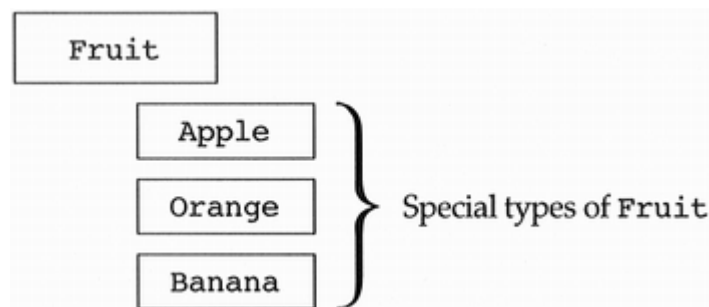 Fruit
Apple
Orange
Special types of Fruit
Banana